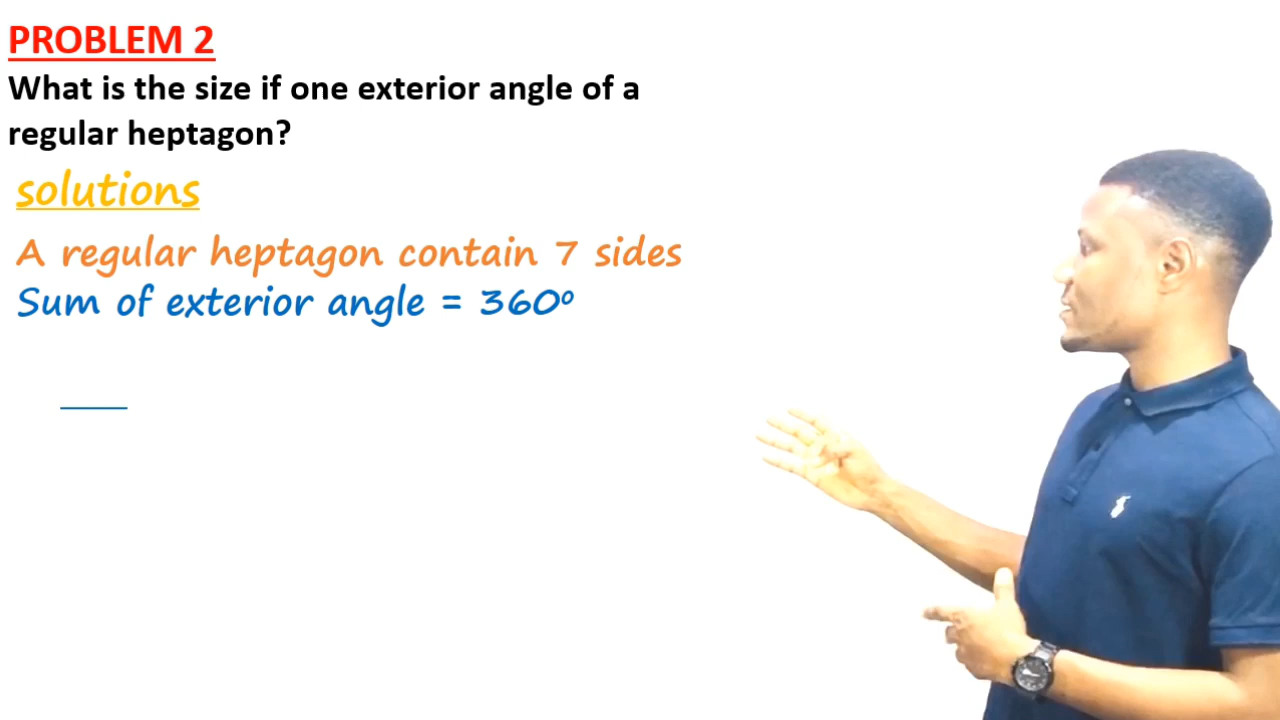 PROBLEM 2
What is the size if one exterior angle of a
regular heptagon?
solutions
A regular heptagon contain 7 sides
Sum of exterior angle = 360º